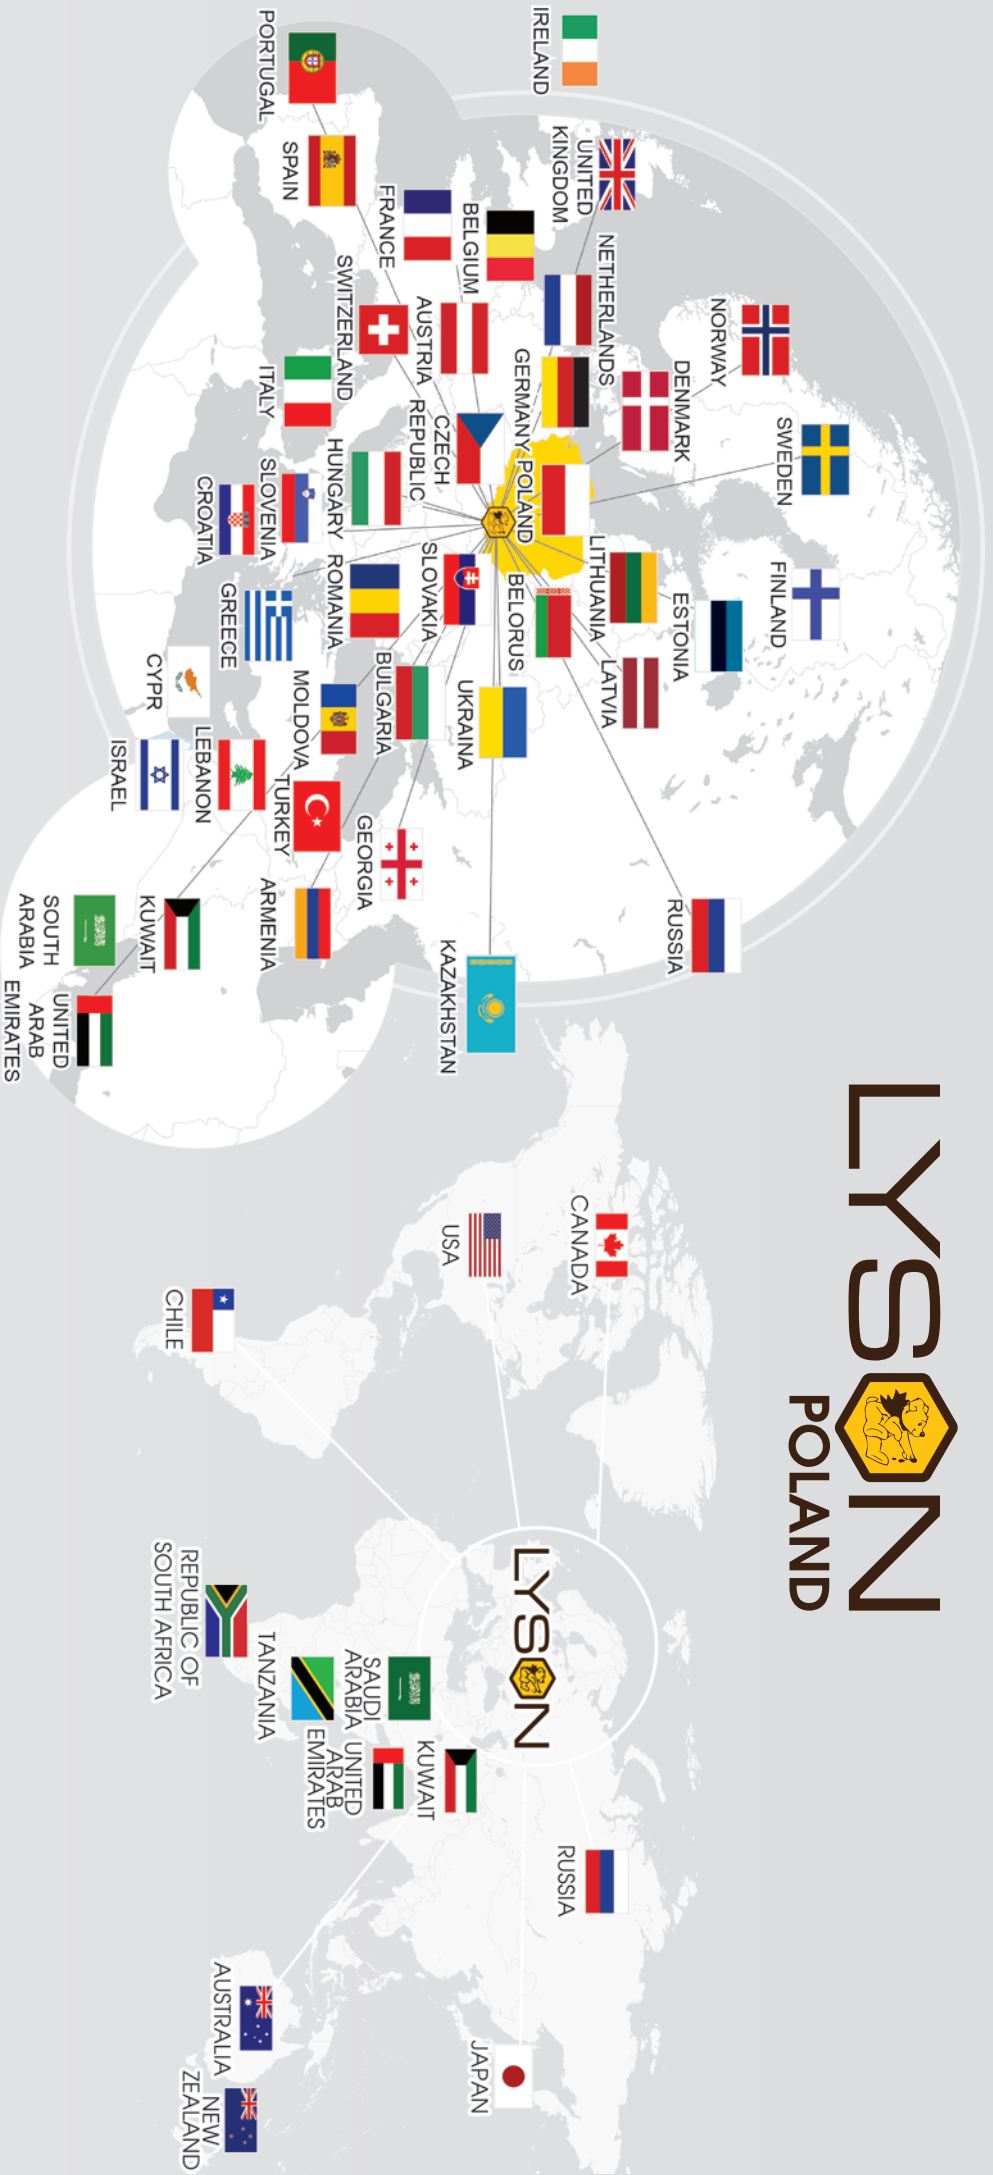 LYSON
POLAND
IRELAND
UNITED
KINGDOM
NETHERLANDS
NORWAY
SWEDEN
FINLAND
DENMARK
ESTONIA
LATVIA
LITHUANIA
RUSSIA
PORTUGAL
SPAIN
FRANCE
BELGIUM
GERMANY
POLAND
BELORUS
SWITZERLAND
AUSTRIA
CZECH
REPUBLIC
SLOVAKIA
UKRAINA
KAZAKHSTAN
ITALY
HUNGARY
ROMANIA
BULGARIA
GEORGIA
SLOVENIA
CROATIA
GREECE
MOLDOVA
TURKEY
ARMENIA
CYPR
LEBANON
ISRAEL
KUWAIT
SOUTH
ARABIA
UNITED
ARAB
EMIRATES
CANADA
USA
CHILE
LYSON
RUSSIA
JAPAN
KUWAIT
SAUDI
ARABIA
UNITED
ARAB
EMIRATES
TANZANIA
REPUBLIC OF
SOUTH AFRICA
AUSTRALIA
NEW
ZEALAND